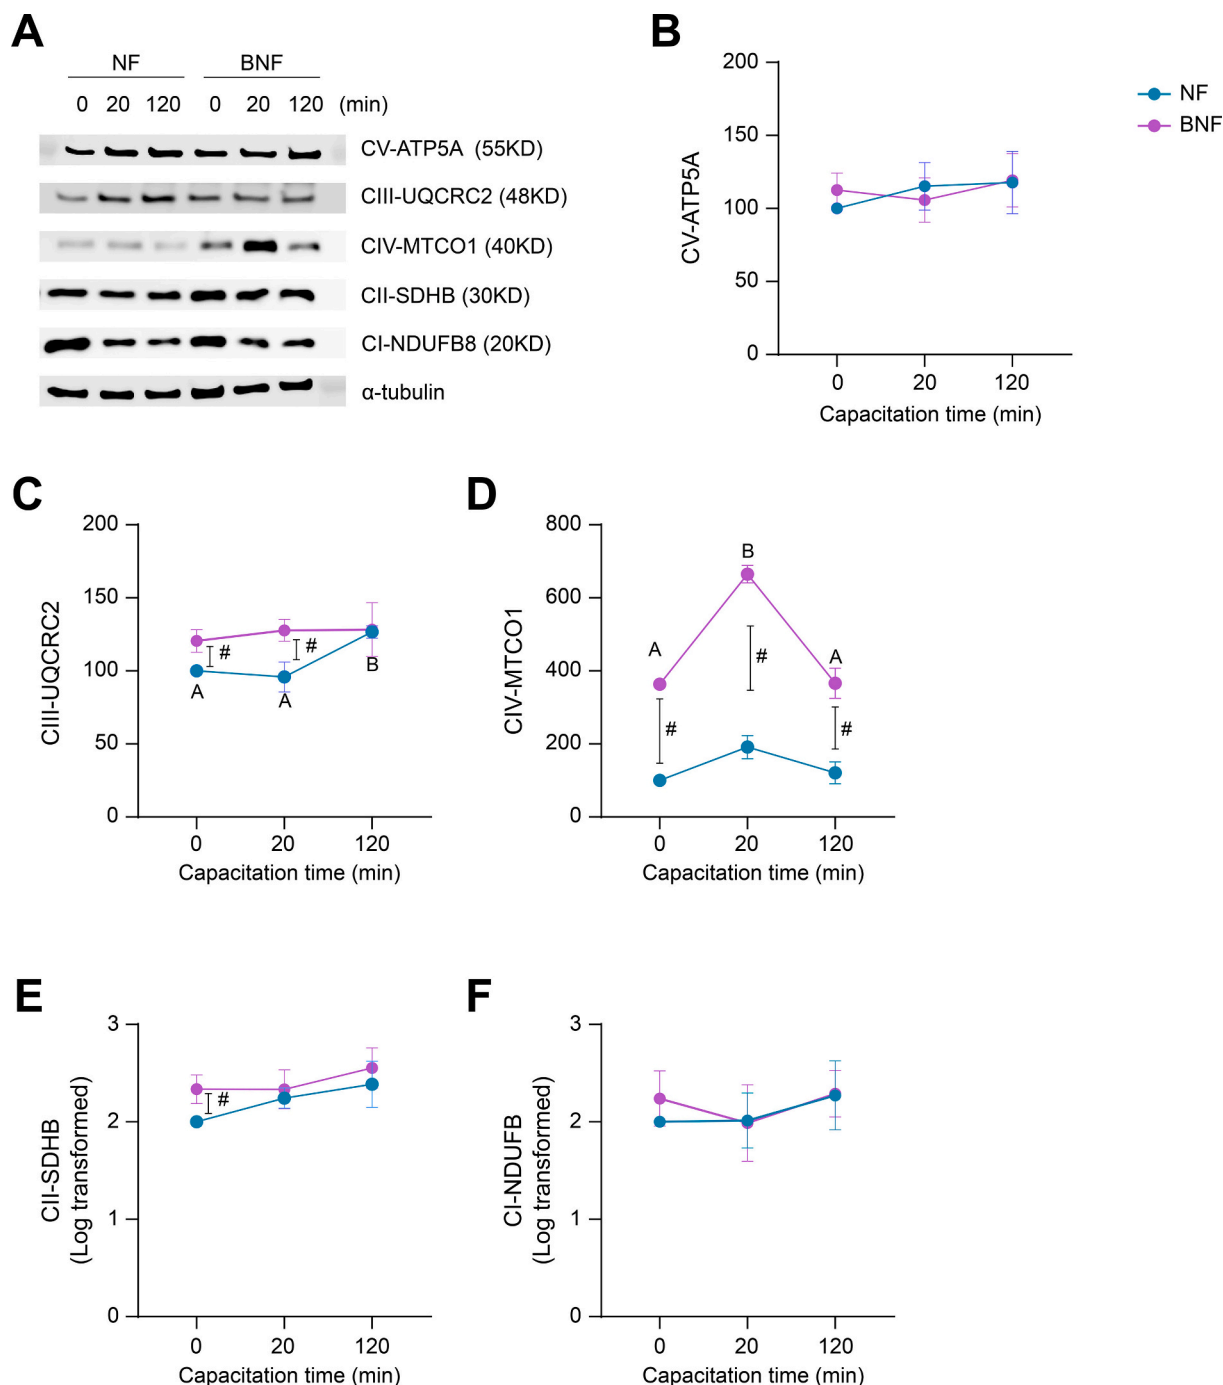 A
NF BNF
0 20 120 0 20 120 (min)
CV-ATP5A (55KD)
CIII-UQCRC2 (48KD)
CIV-MTCO1 (40KD)
CII-SDHB (30KD)
CI-NDUFB8 (20KD)
α-tubulin
B
200
150
100
50
0
CV-ATP5A
0 20 120
Capacitation time (min)
NF
BNF
C
200
150
100
50
0
CIII-UQCRC2
# #
A A B
0 20 120
Capacitation time (min)
D
800
600
400
200
0
CIV-MTCO1
A B A
# # #
0 20 120
Capacitation time (min)
E
3
2
1
0
CII-SDHB
(Log transformed)
#
0 20 120
Capacitation time (min)
F
3
2
1
0
CI-NDUFB
(Log transformed)
0 20 120
Capacitation time (min)